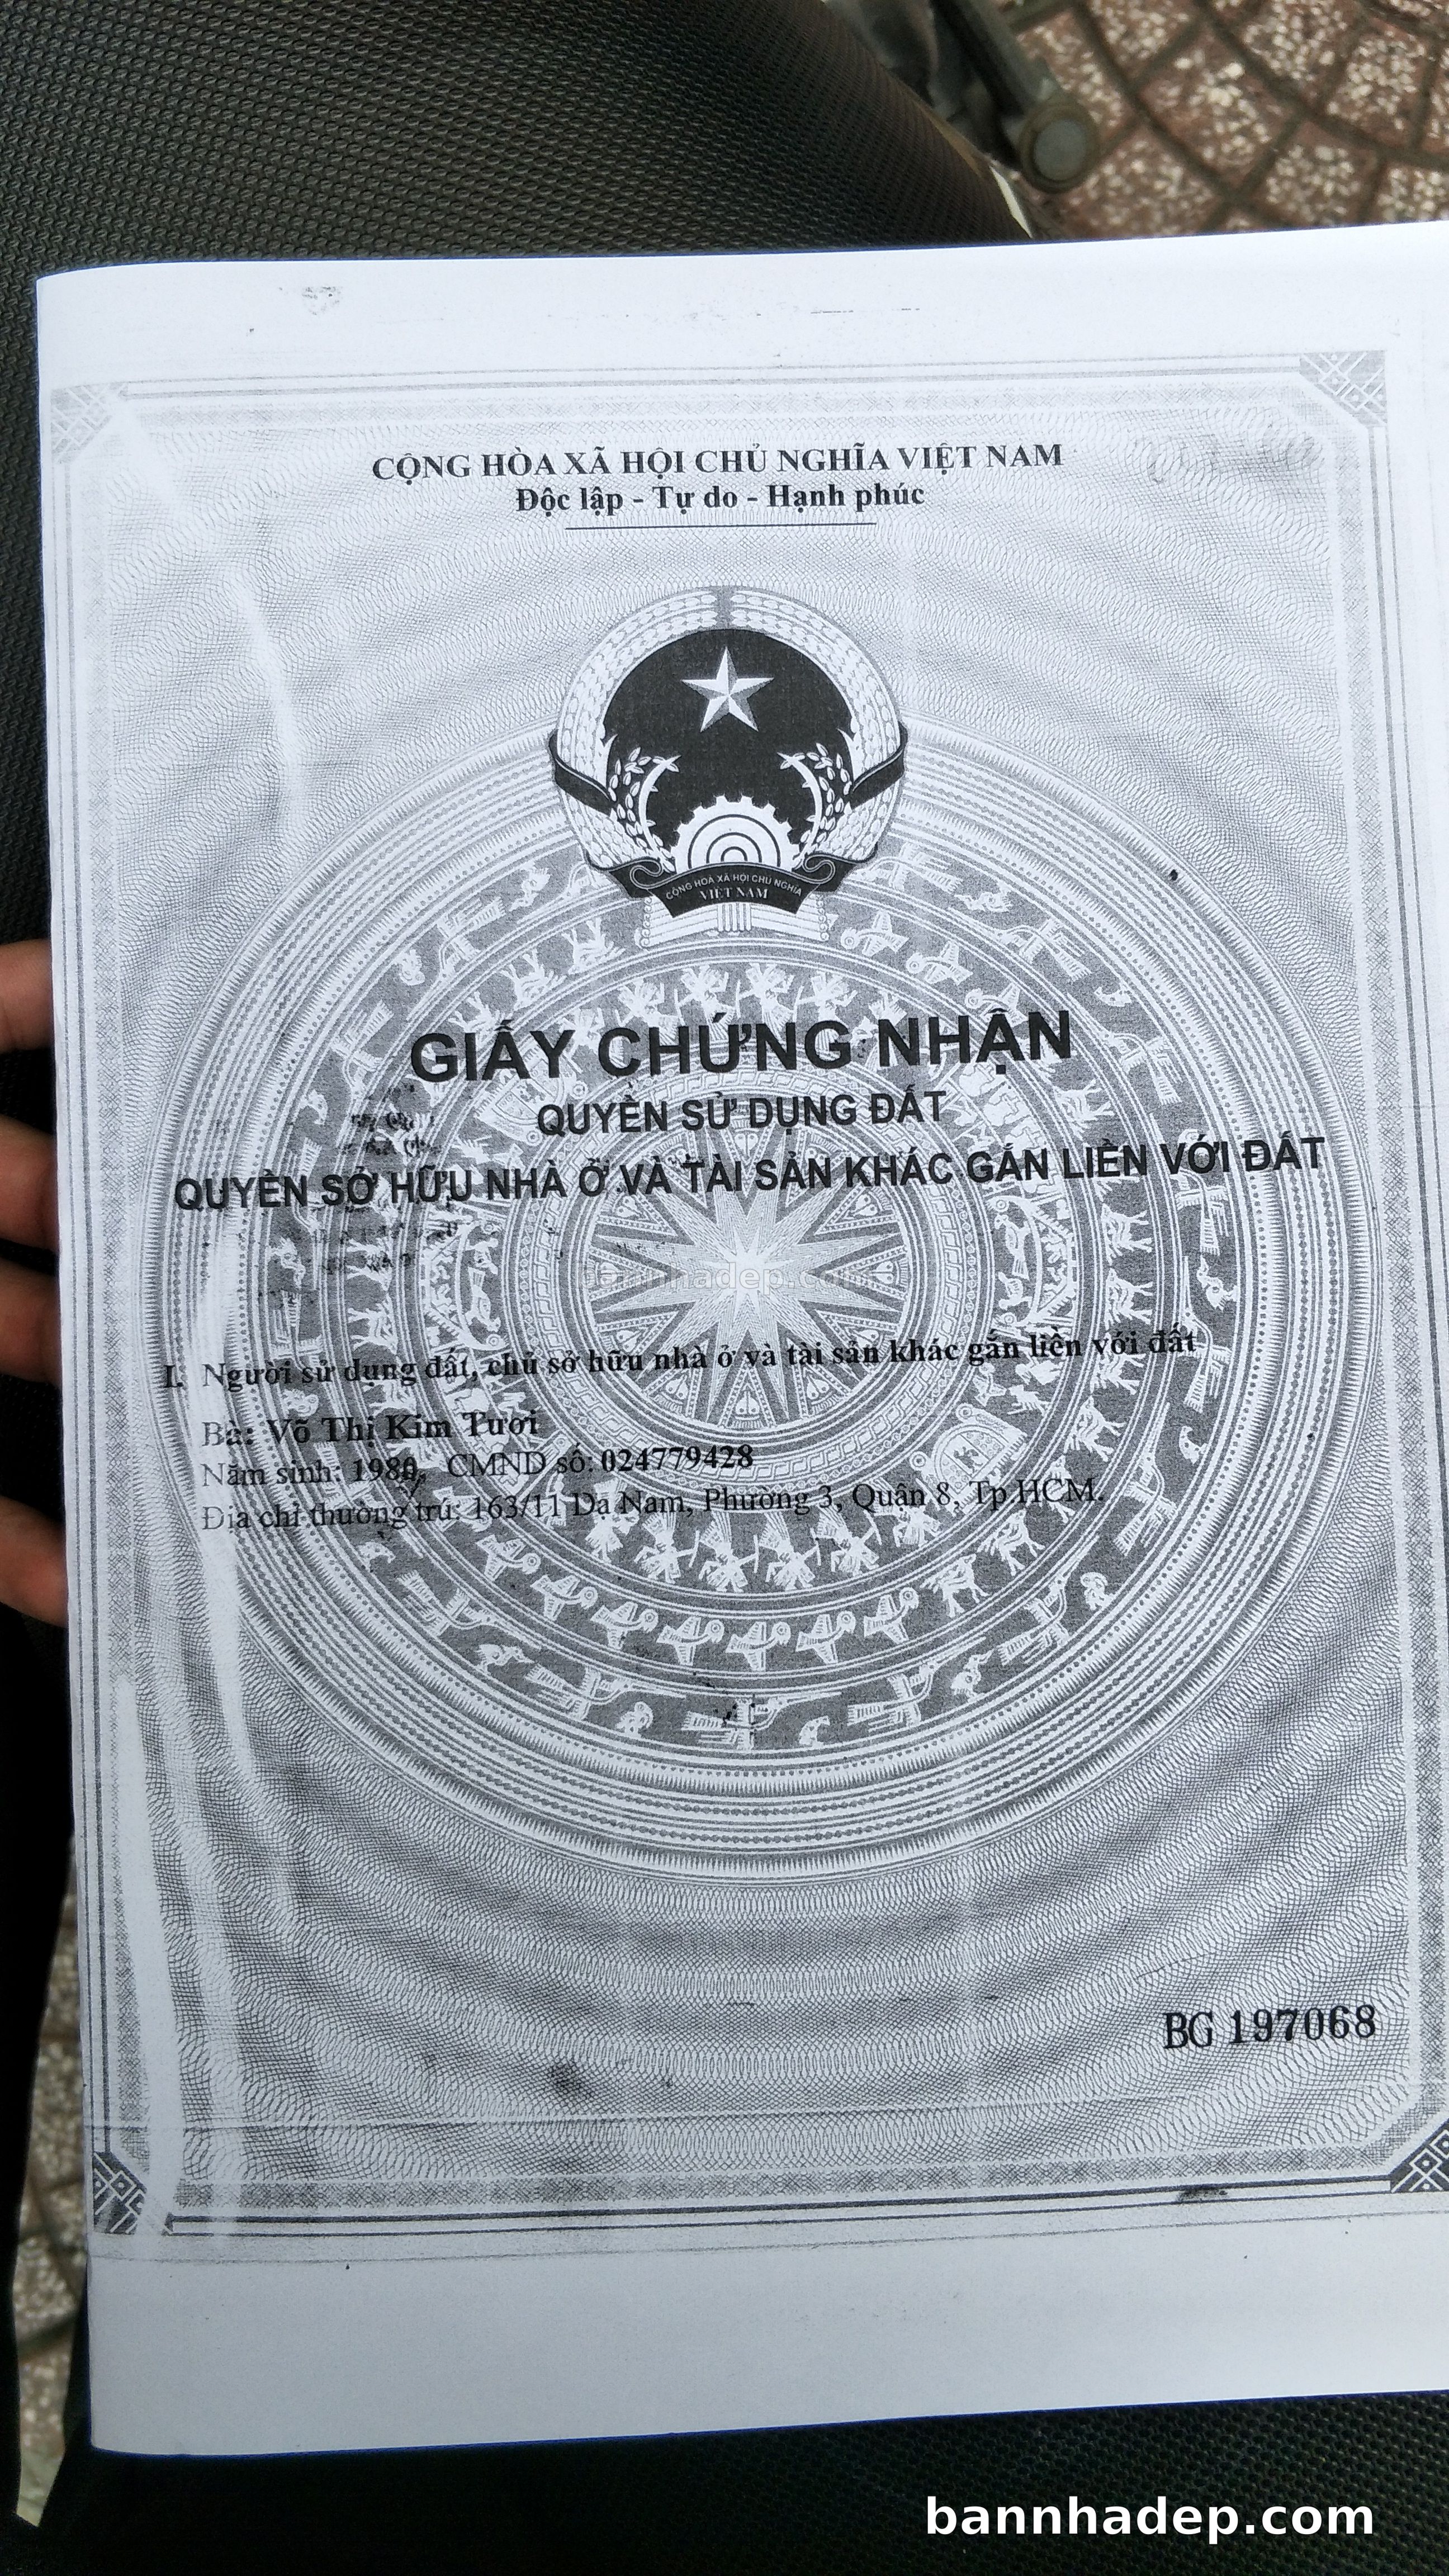 CỘNG HÒA XÃ HỘI CHỦ NGHĨA VIỆT NAM
Độc lập - Tự do - Hạnh phúc
CỘNG HÒA XÃ HỘI CHỦ NGHĨA
VIỆT NAM
GIẤY CHỨNG NHẬN
QUYỀN SỬ DỤNG ĐẤT
QUYỀN SỞ HỮU NHÀ Ở VÀ TÀI SẢN KHÁC GẮN LIỀN VỚI ĐẤT
bannhadep.com
I. Người sử dụng đất, chủ sở hữu nhà ở và tài sản khác gắn liền với đất
Bà: Võ Thị Kim Tươi
Năm sinh: 1980, CMND số: 024779428
Địa chỉ thường trú: 163/11 Dạ Nam, Phường 3, Quận 8, Tp.HCM.
BG 197068
bannhadep.com